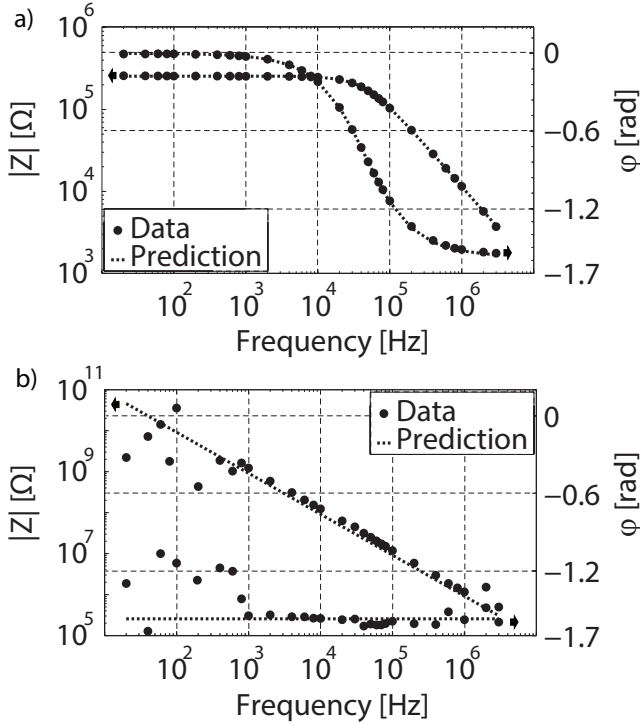 a)
10^6
10^5
10^4
10^3
|Z| [Ω]
0
−0.6
−1.2
−1.7
φ [rad]
Data
Prediction
10^2 10^3 10^4 10^5 10^6
Frequency [Hz]
b)
10^11
10^9
10^7
10^5
|Z| [Ω]
0
−0.6
−1.2
−1.7
φ [rad]
Data
Prediction
10^2 10^3 10^4 10^5 10^6
Frequency [Hz]